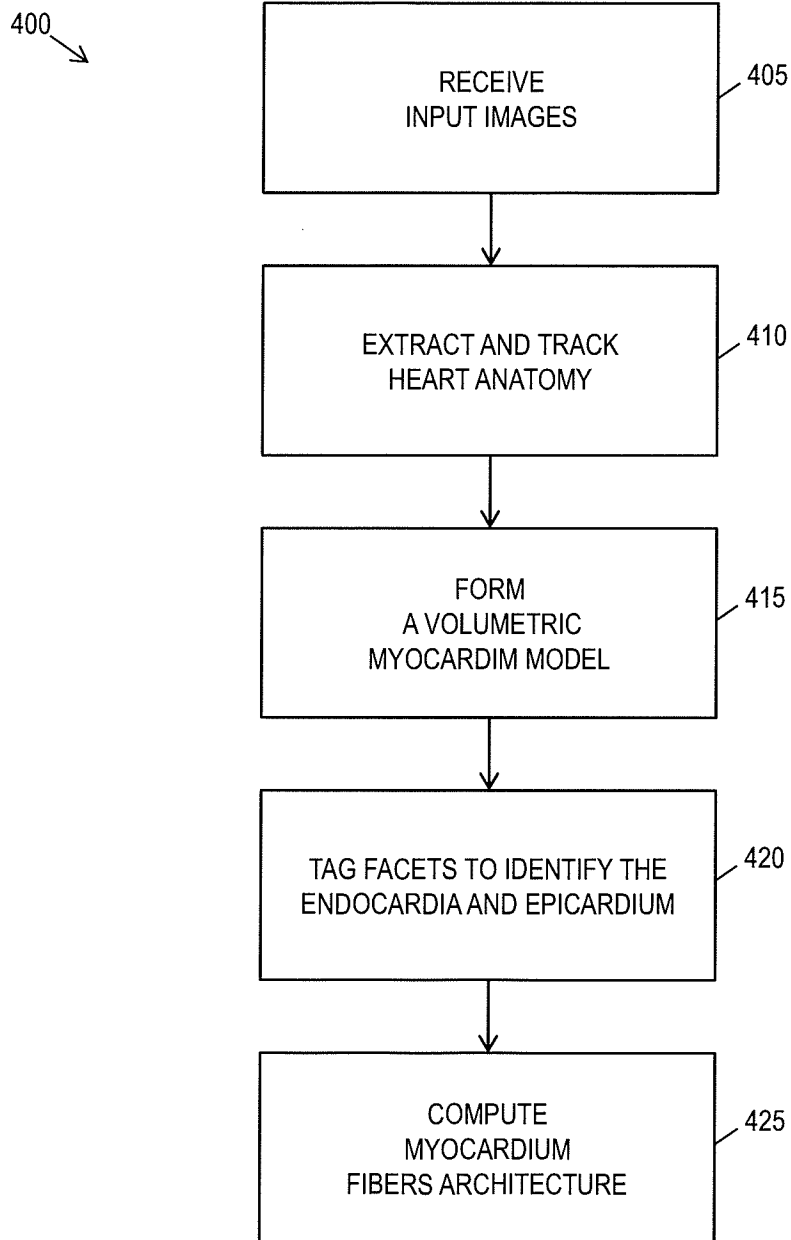 400
RECEIVE
INPUT IMAGES
405
EXTRACT AND TRACK
HEART ANATOMY
410
FORM
A VOLUMETRIC
MYOCARDIM MODEL
415
TAG FACETS TO IDENTIFY THE
ENDOCARDIA AND EPICARDIUM
420
COMPUTE
MYOCARDIUM
FIBERS ARCHITECTURE
425